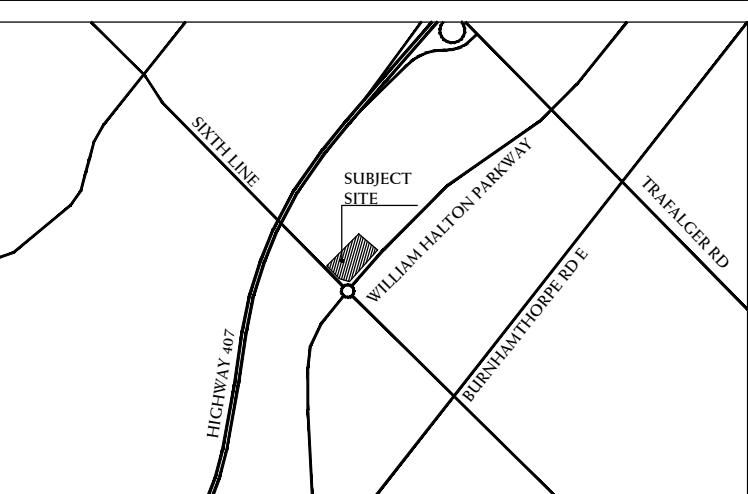 SIXTH LINE
SUBJECT
SITE
WILLIAM HALTON PARKWAY
TRAFALGER RD
BURNHAMTHORPE RD E
HIGHWAY 407